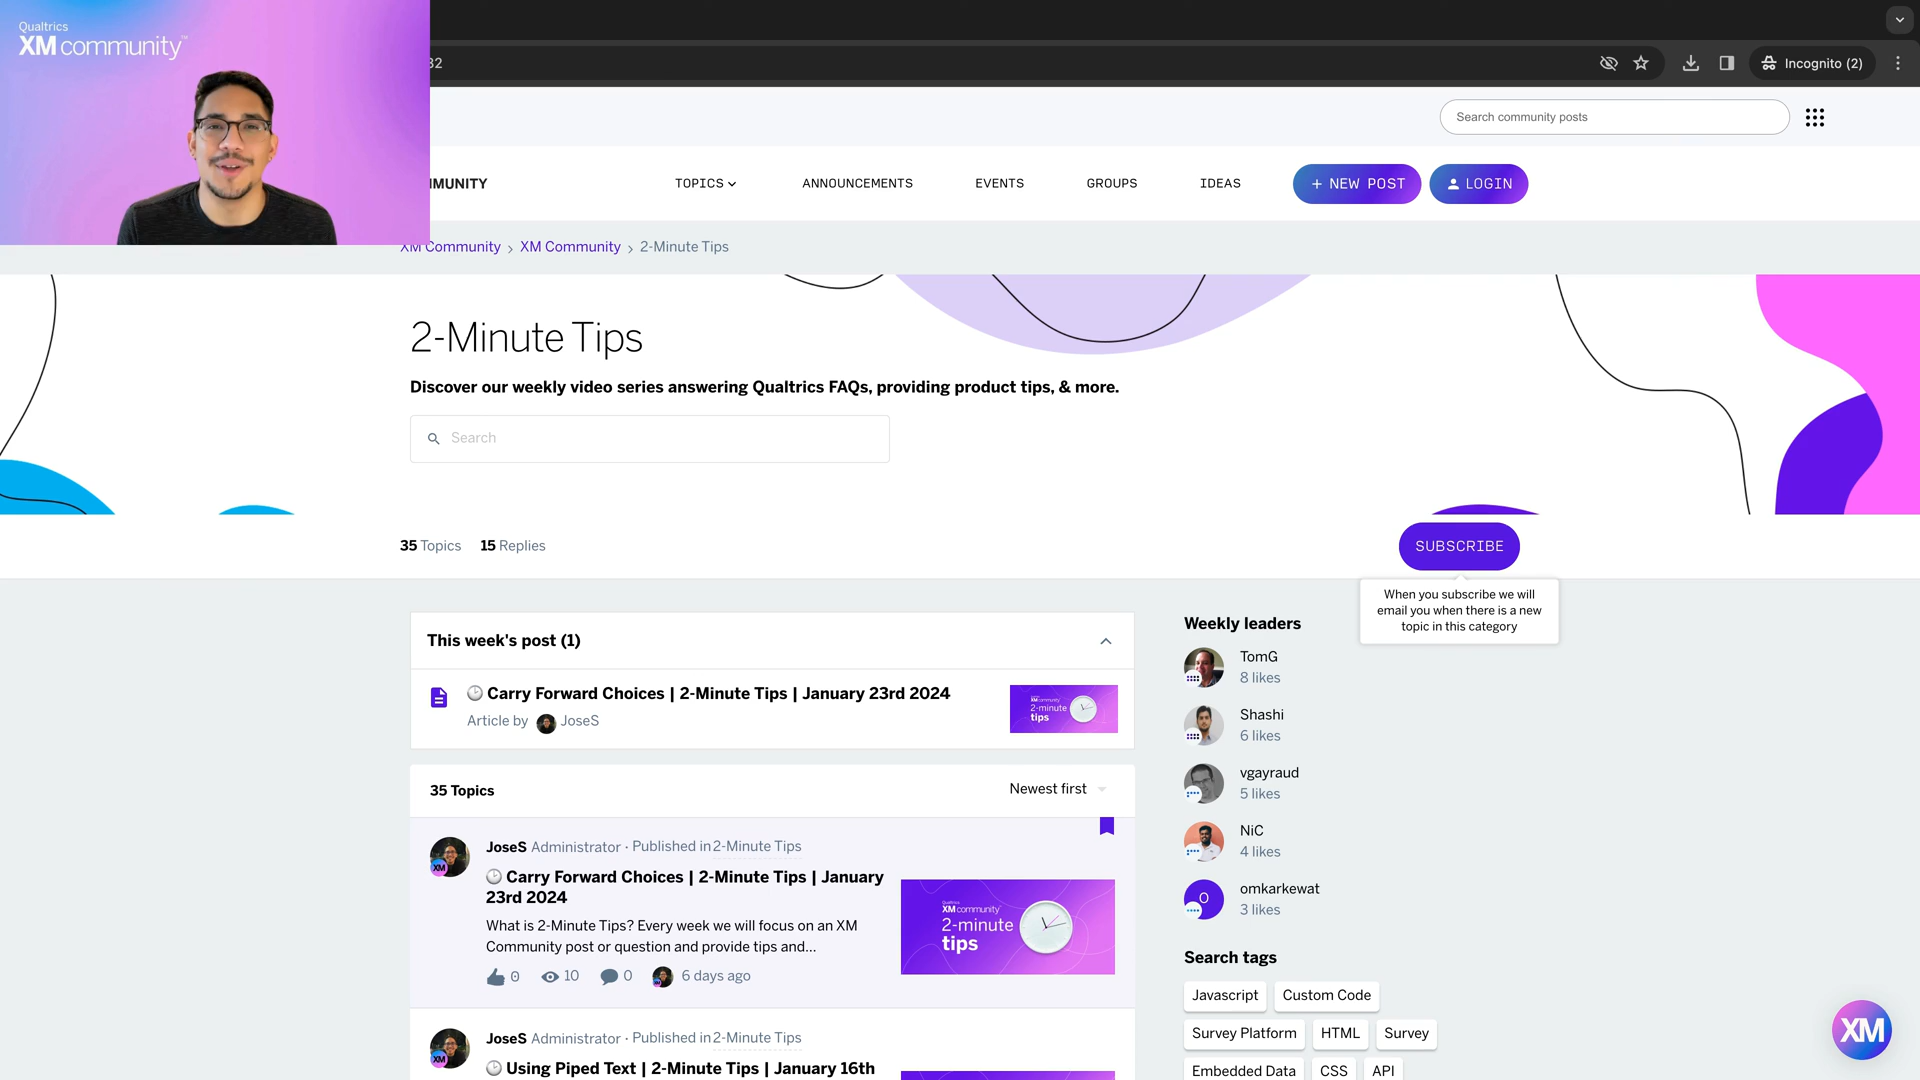 Qualtrics
XM community™
32
Incognito (2)
Search community posts
MMUNITY
TOPICS
ANNOUNCEMENTS
EVENTS
GROUPS
IDEAS
+ NEW POST
LOGIN
XM Community > XM Community > 2-Minute Tips
2-Minute Tips
Discover our weekly video series answering Qualtrics FAQs, providing product tips, & more.
Search
35 Topics 15 Replies
SUBSCRIBE
When you subscribe we will
email you when there is a new
topic in this category
This week's post (1)
🕒 Carry Forward Choices | 2-Minute Tips | January 23rd 2024
Article by JoseS
Qualtrics
XM community
2-minute
tips
35 Topics
Newest first
JoseS Administrator · Published in 2-Minute Tips
🕒 Carry Forward Choices | 2-Minute Tips | January
23rd 2024
What is 2-Minute Tips? Every week we will focus on an XM
Community post or question and provide tips and...
0 10 0 6 days ago
Qualtrics
XM community
2-minute
tips
XM
JoseS Administrator · Published in 2-Minute Tips
🕒 Using Piped Text | 2-Minute Tips | January 16th
XM
Weekly leaders
TomG
8 likes
Shashi
6 likes
vgayraud
5 likes
NiC
4 likes
O
omkarkewat
3 likes
Search tags
Javascript
Custom Code
Survey Platform
HTML
Survey
Embedded Data
CSS
API
XM